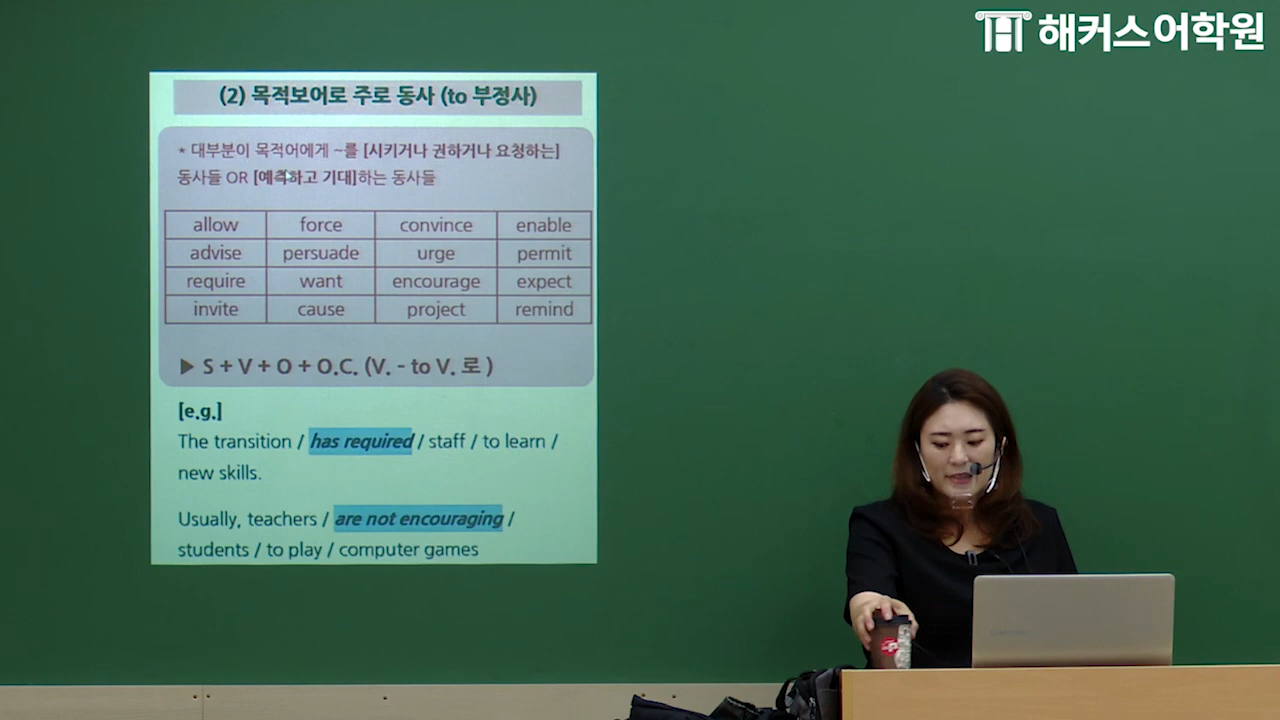 해커스어학원
(2) 목적보어로 주로 동사 (to 부정사)
* 대부분이 목적어에게 ~를 [시키거나 권하거나 요청하는]
동사들 OR [예측하고 기대]하는 동사들
allow force convince enable
advise persuade urge permit
require want encourage expect
invite cause project remind
▶ S + V + O + O.C. (V. - to V. 로 )
[e.g.]
The transition / has required / staff / to learn /
new skills.
Usually, teachers / are not encouraging /
students / to play / computer games